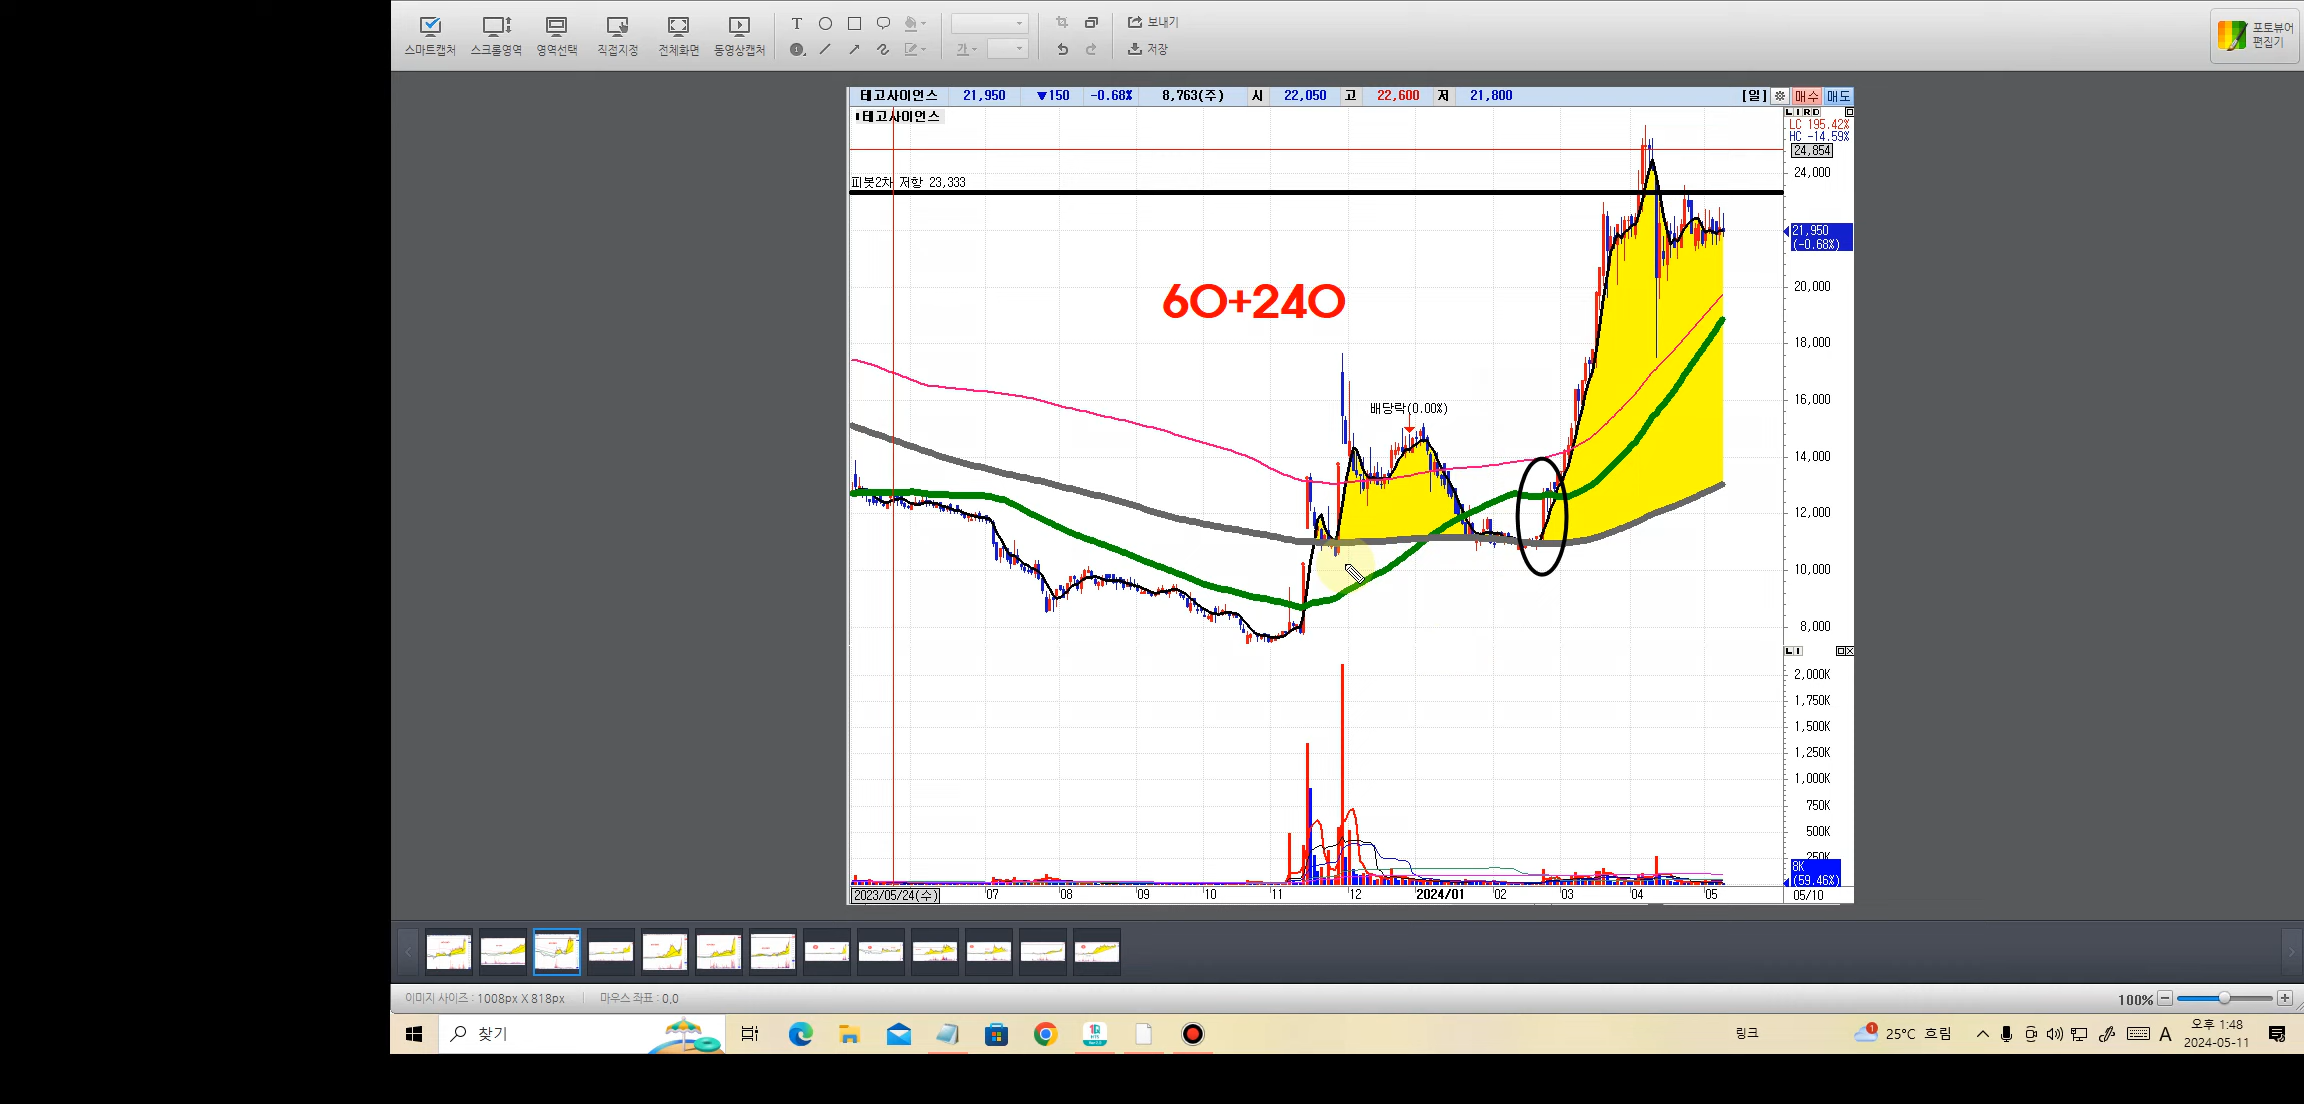 스마트캡처 스크롤영역 영역선택 직접지정 전체화면 동영상캡처
T 보내기
가 저장
포토뷰어
편집기
테고사이언스 21,950 ▼150 -0.68% 8,763(주) 시 22,050 고 22,600 저 21,800 [일] 매수 매도
테고사이언스
LC 195.42%
HC -14.59%
24,854
24,000
피봇2차 저항 23,333
21,950
(-0.68%)
60+240
20,000
18,000
16,000
배당락(0.00%)
14,000
12,000
10,000
8,000
2,000K
1,750K
1,500K
1,250K
1,000K
750K
500K
250K
8K
(59.46%)
2023/05/24(수) 07 08 09 10 11 12 2024/01 02 03 04 05 05/10
이미지 사이즈 : 1008px X 818px 마우스 좌표 : 0,0
100%
찾기
링크
25°C 흐림
A
오후 1:48
2024-05-11